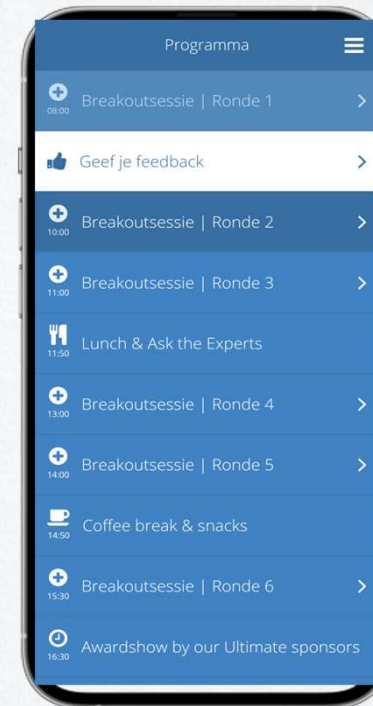 Programma
08:00 Breakoutsessie | Ronde 1
Geef je feedback
10:00 Breakoutsessie | Ronde 2
11:00 Breakoutsessie | Ronde 3
11:50 Lunch & Ask the Experts
13:00 Breakoutsessie | Ronde 4
14:00 Breakoutsessie | Ronde 5
14:50 Coffee break & snacks
15:30 Breakoutsessie | Ronde 6
16:30 Awardshow by our Ultimate sponsors